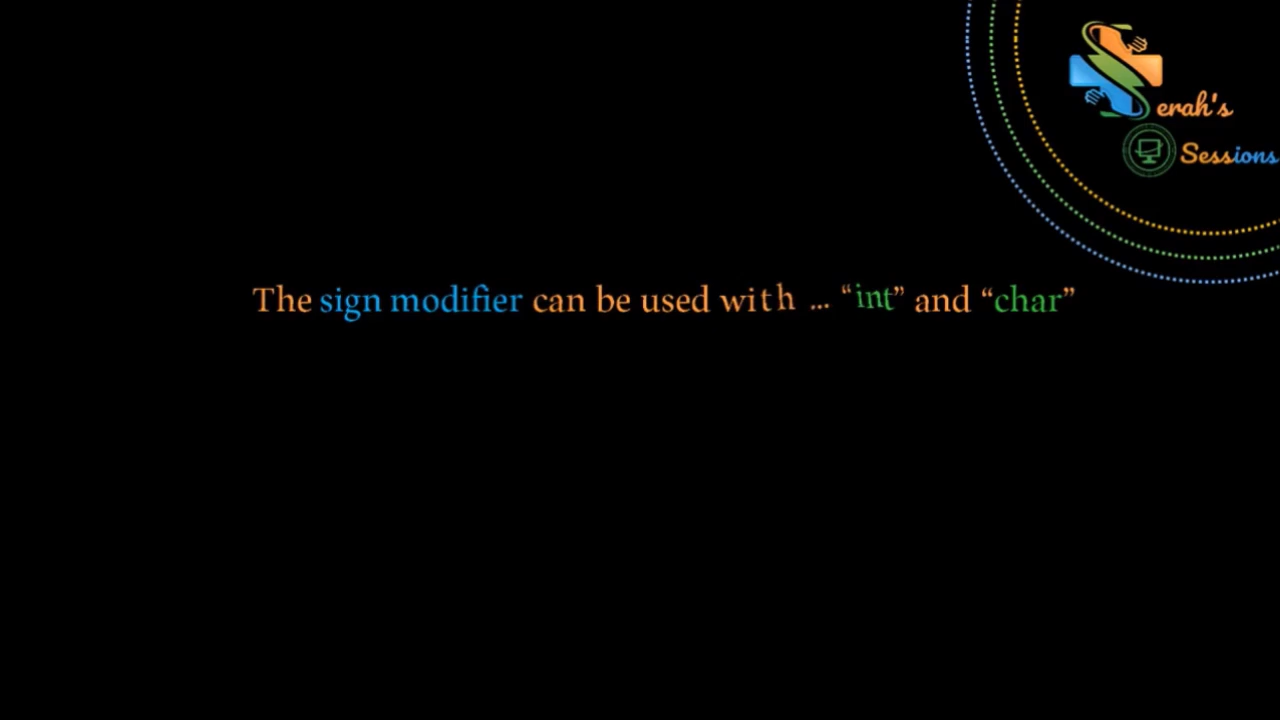 erah's
Sessions
The sign modifier can be used with ... “int” and “char”